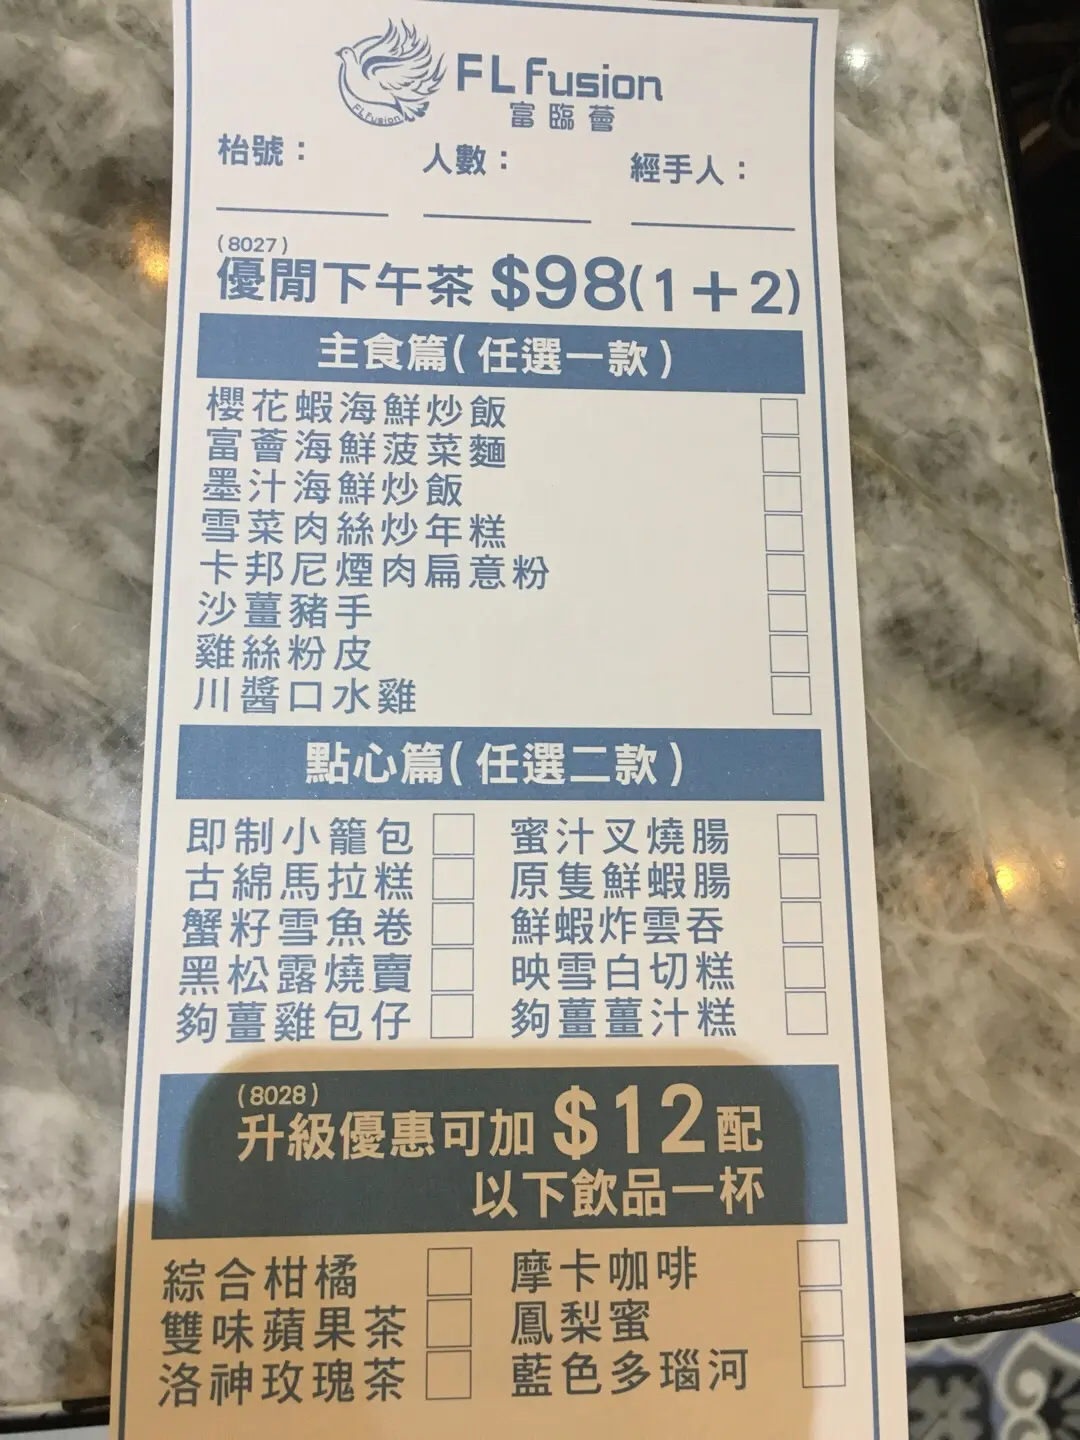 FL Fusion
FL Fusion
富臨薈
枱號：
人數：
經手人：
(8027)
優閒下午茶 $98(1+2)
主食篇(任選一款)
櫻花蝦海鮮炒飯
富薈海鮮菠菜麵
墨汁海鮮炒飯
雪菜肉絲炒年糕
卡邦尼煙肉扁意粉
沙薑豬手
雞絲粉皮
川醬口水雞
點心篇(任選二款)
即制小籠包 蜜汁叉燒腸
古綿馬拉糕 原隻鮮蝦腸
蟹籽雪魚卷 鮮蝦炸雲吞
黑松露燒賣 映雪白切糕
夠薑雞包仔 夠薑薑汁糕
(8028)
升級優惠可加 $12 配
以下飲品一杯
綜合柑橘 摩卡咖啡
雙味蘋果茶 鳳梨蜜
洛神玫瑰茶 藍色多瑙河